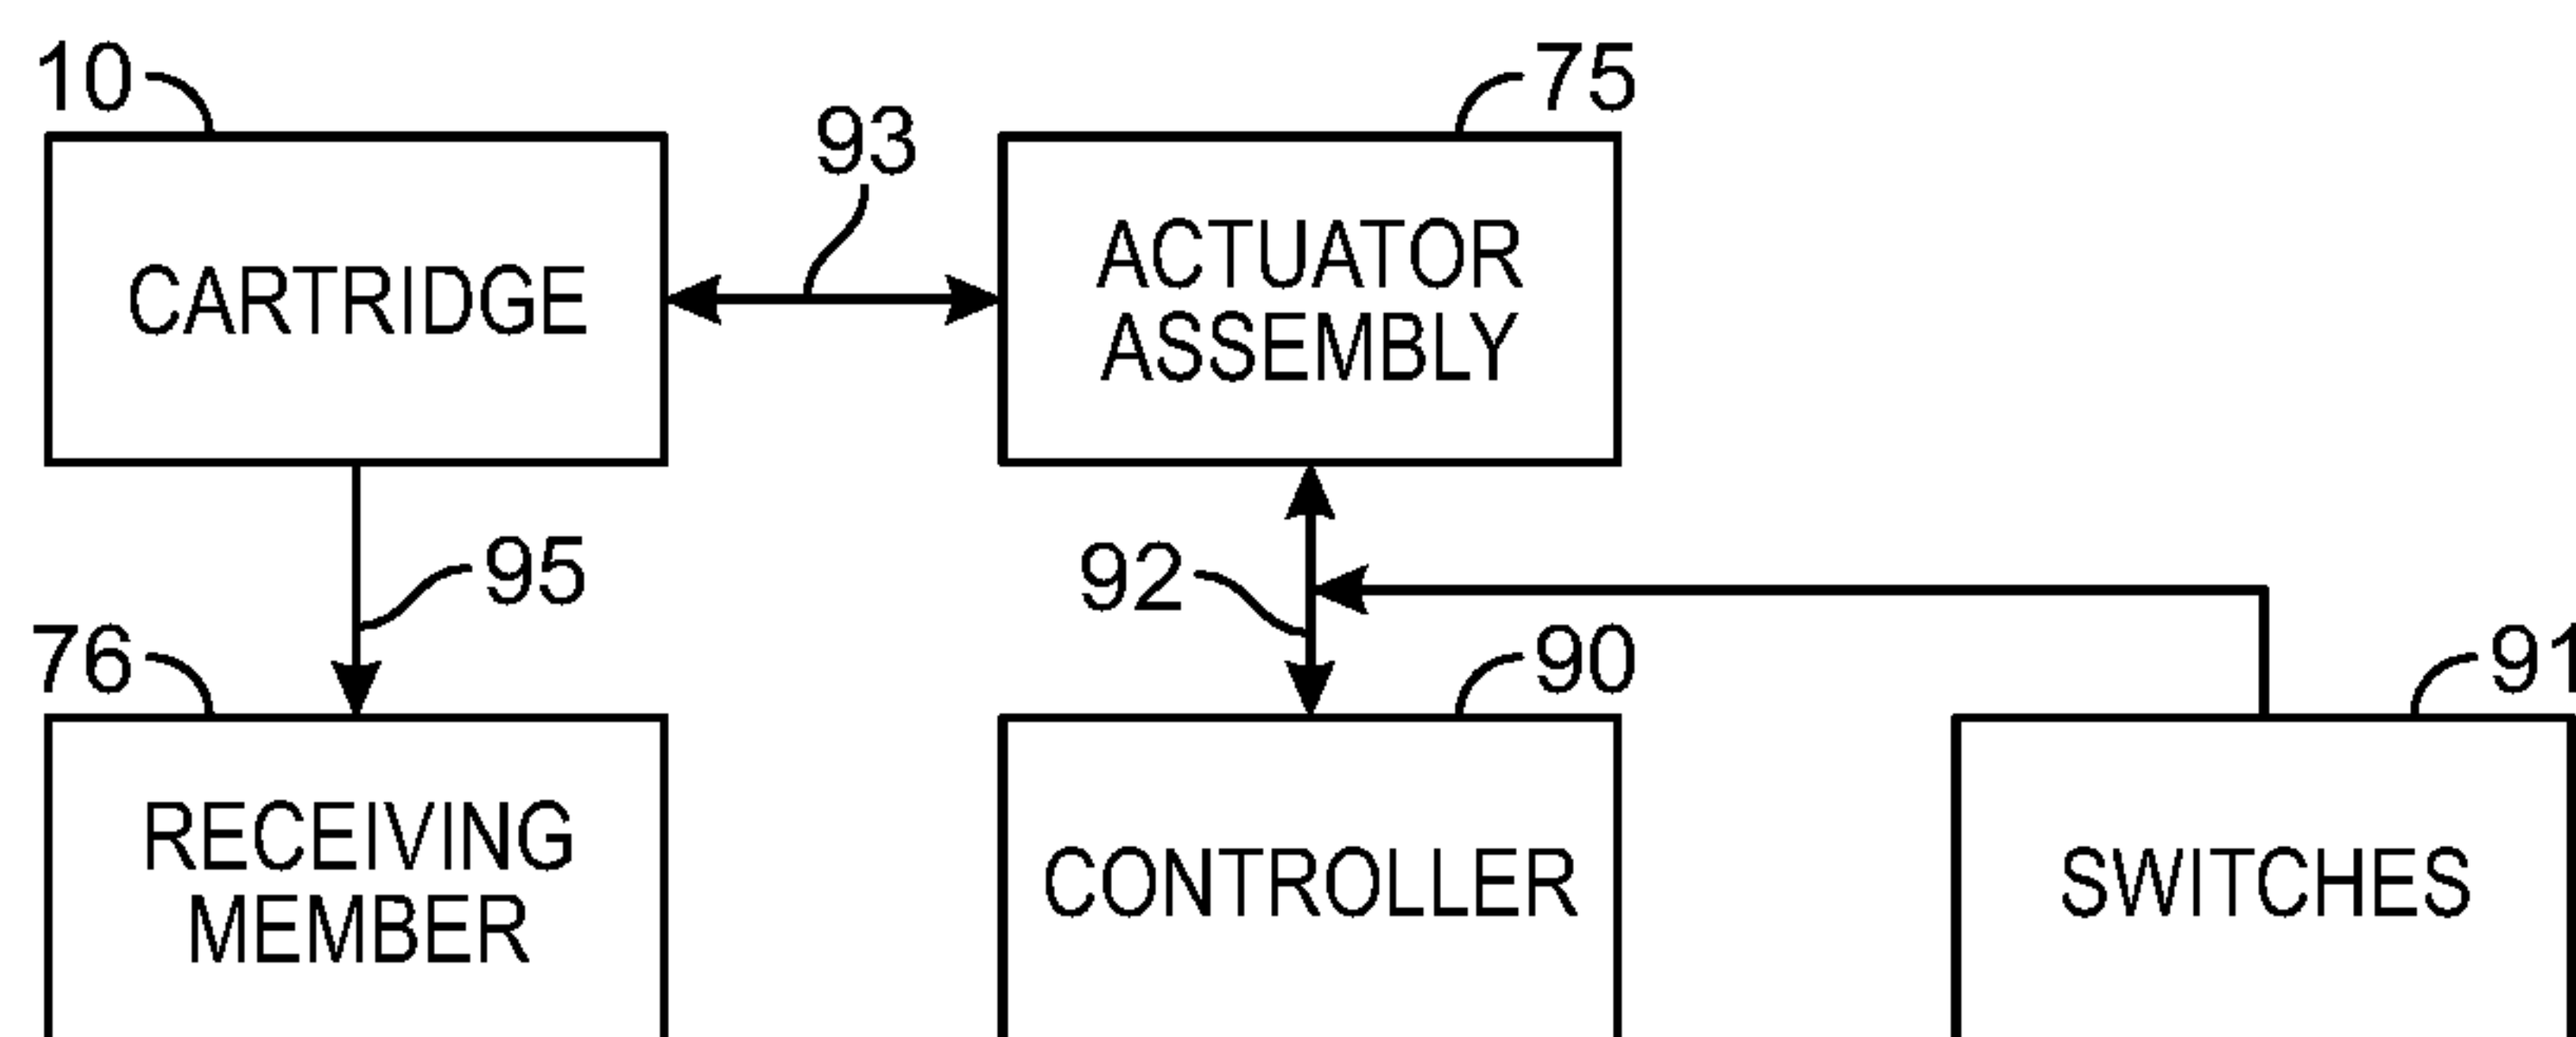 10
75
93
CARTRIDGE
ACTUATOR
ASSEMBLY
95
92
76
90
91
RECEIVING
MEMBER
CONTROLLER
SWITCHES